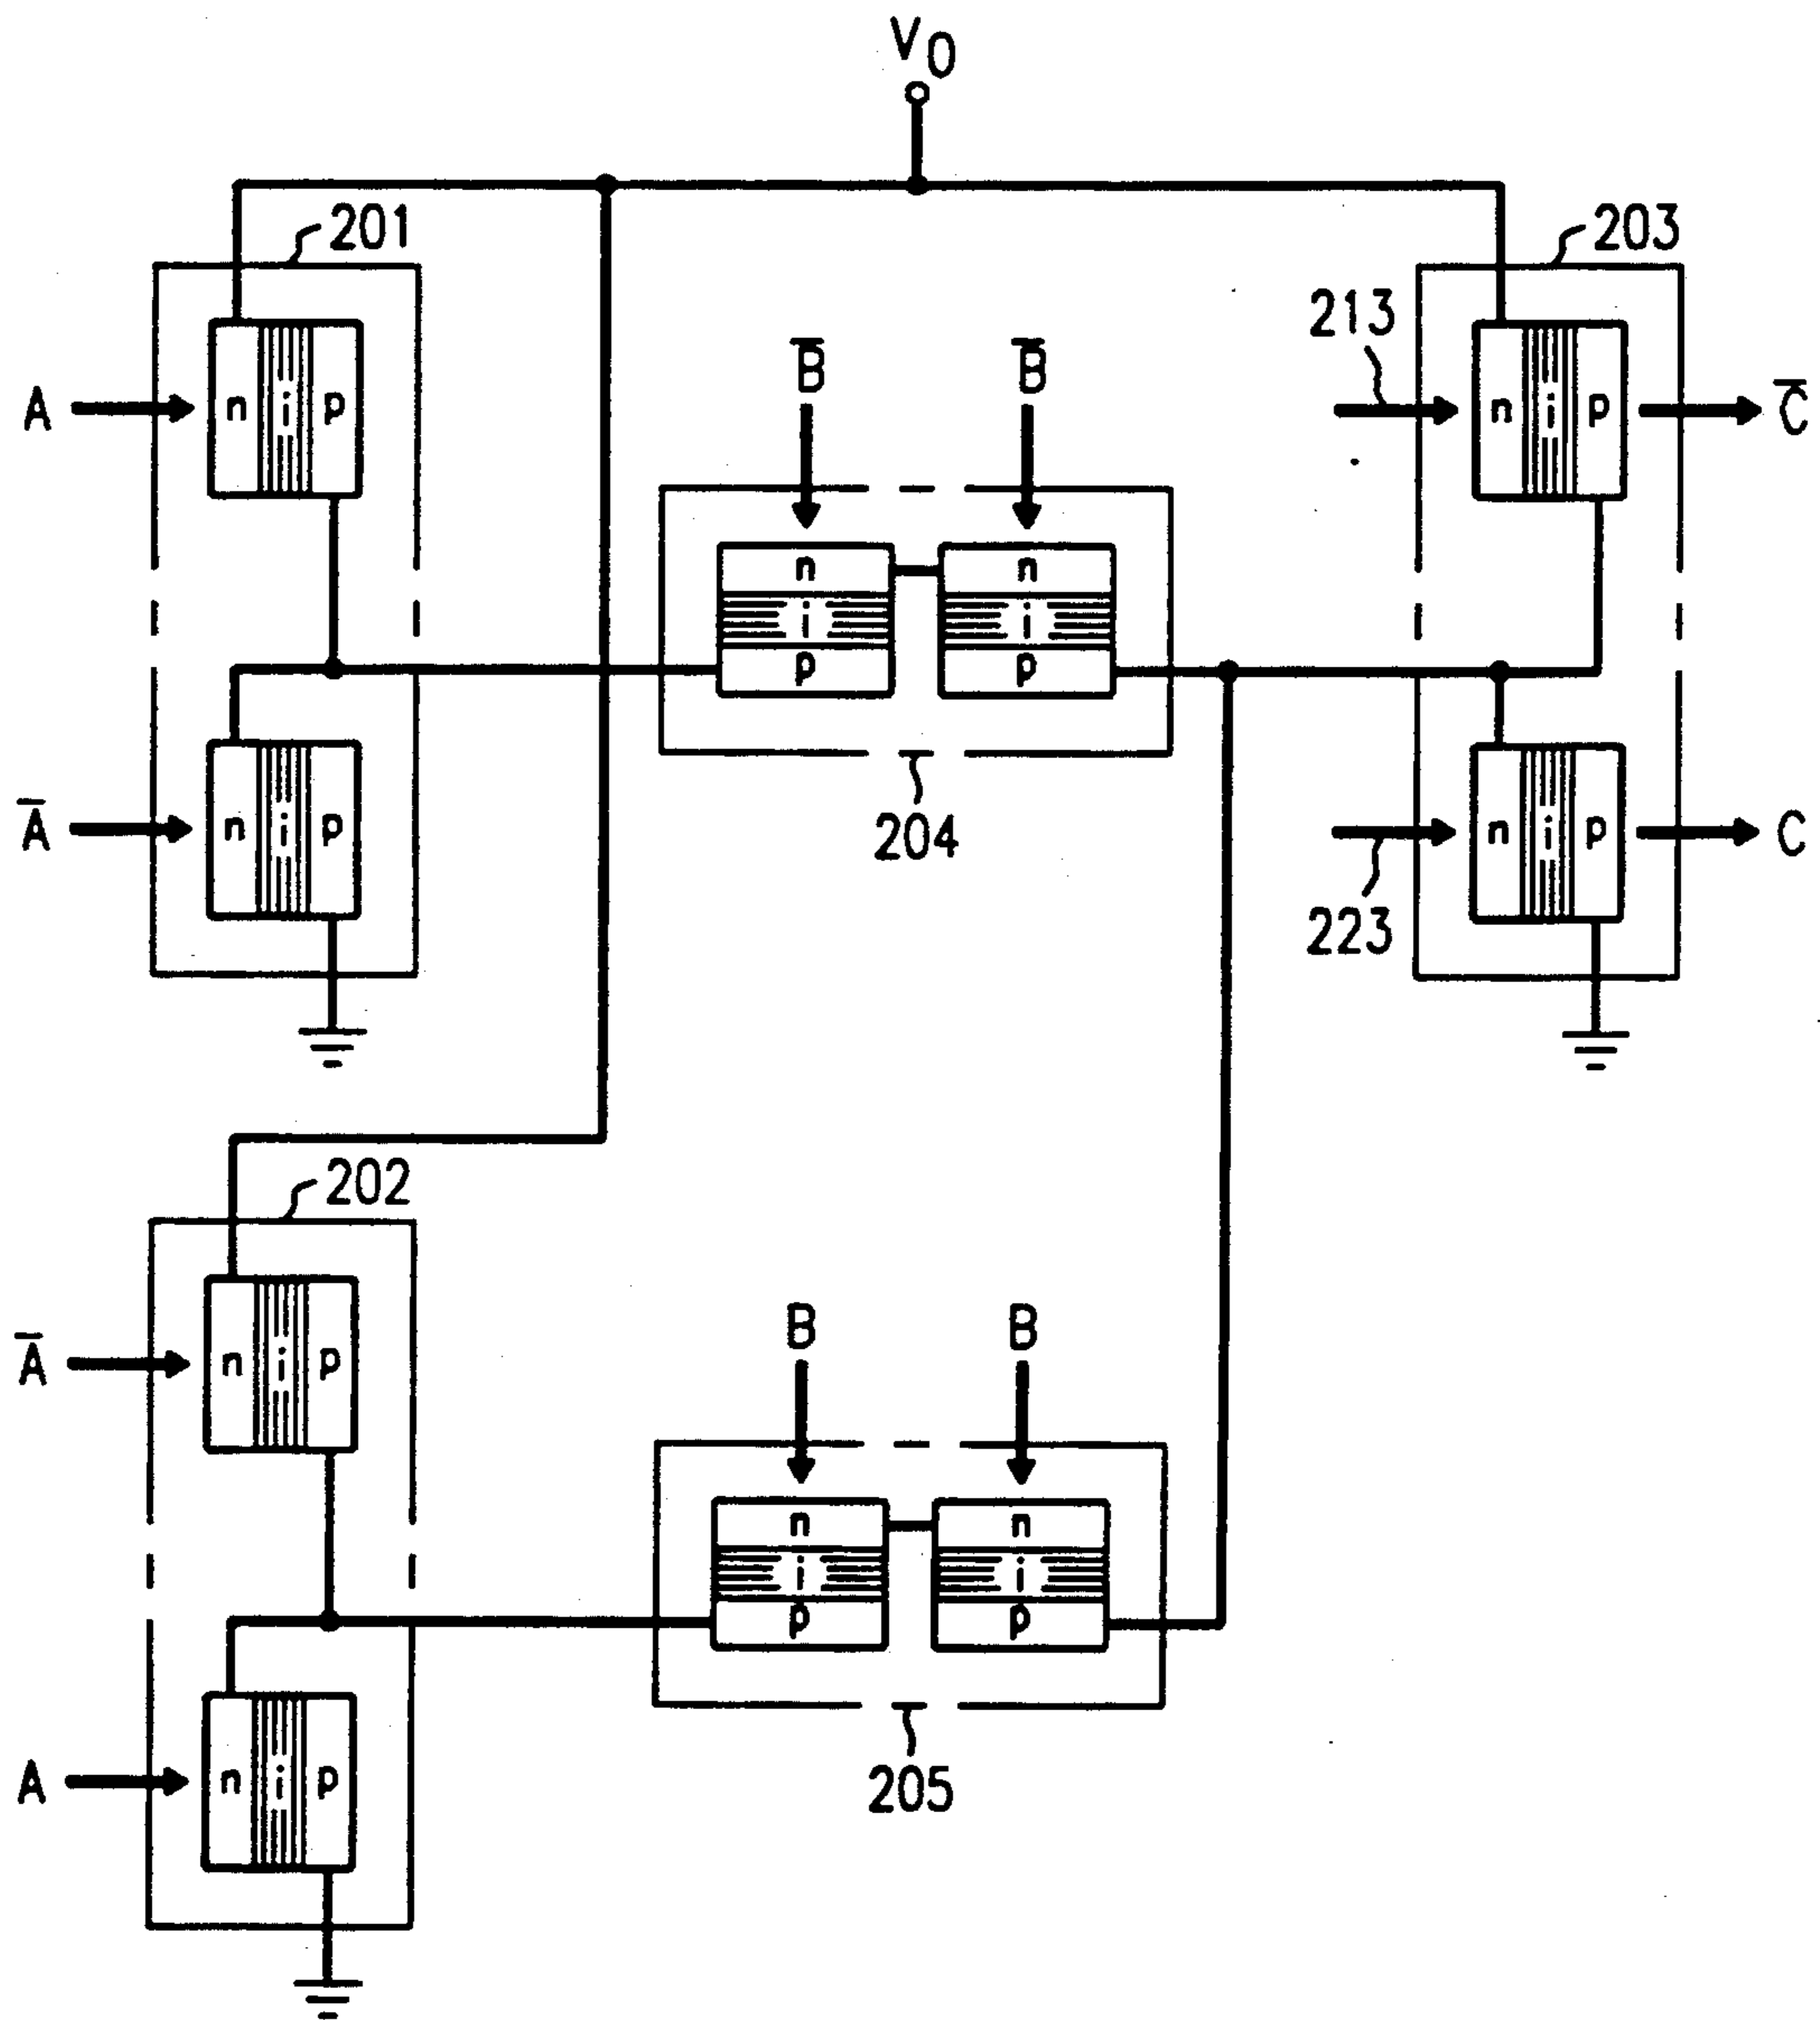 V0
201
203
213
B̅ B̅
A n i p
n i p C̅
n n
i i
p p
A̅ n i p
n i p C
204
223
202
B B
A̅ n i p
n n
i i
p p
A n i p
205